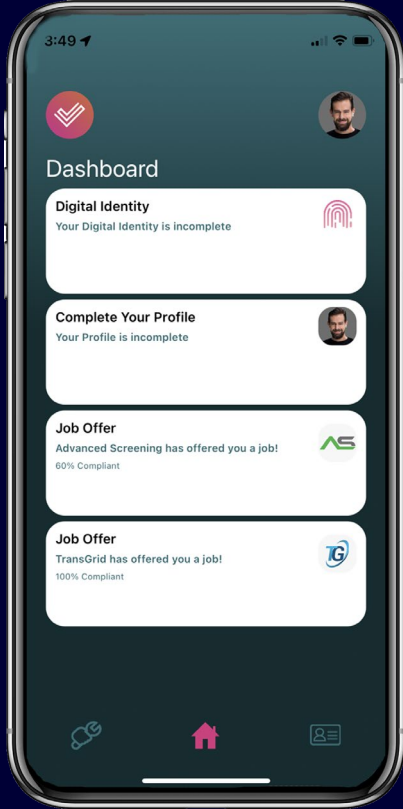 3:49
Dashboard
Digital Identity
Your Digital Identity is incomplete
Complete Your Profile
Your Profile is incomplete
Job Offer
Advanced Screening has offered you a job!
60% Compliant
AS
Job Offer
TransGrid has offered you a job!
100% Compliant
TG